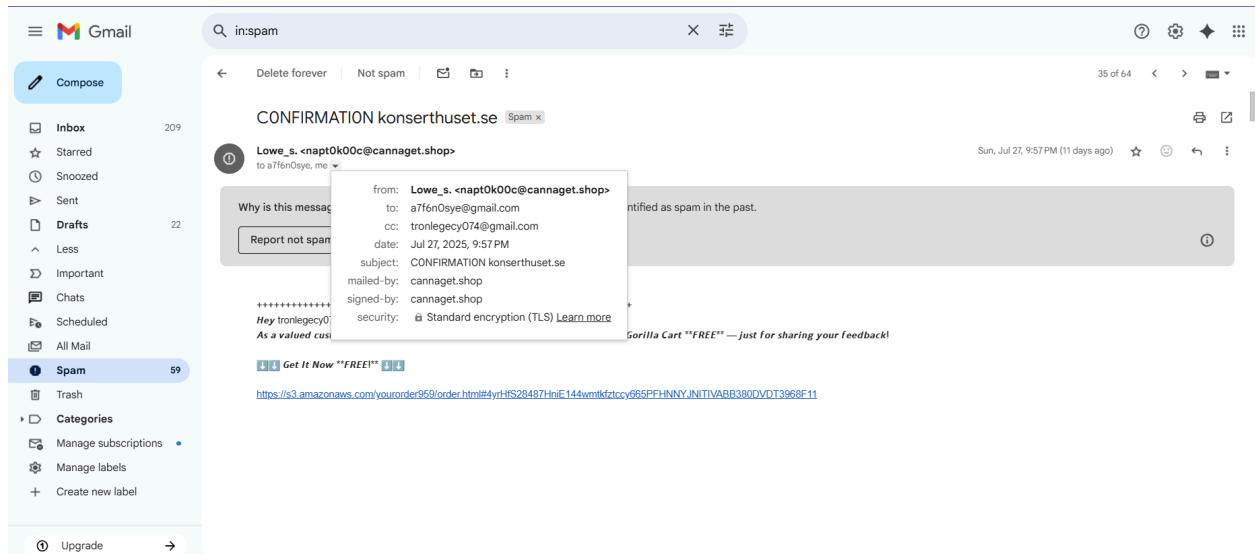 Gmail
in:spam
Compose
Inbox 209
Starred
Snoozed
Sent
Drafts 22
Less
Important
Chats
Scheduled
All Mail
Spam 59
Trash
Categories
Manage subscriptions
Manage labels
Create new label
1 Upgrade
Delete forever Not spam 35 of 64
C0NFIRMATI0N konserthuset.se Spam x
Lowe_s. <napt0k00c@cannaget.shop> Sun, Jul 27, 9:57 PM (11 days ago)
to a7f6n0sye, me
from: Lowe_s. <napt0k00c@cannaget.shop>
to: a7f6n0sye@gmail.com
cc: tronlegecy074@gmail.com
date: Jul 27, 2025, 9:57 PM
subject: C0NFIRMATI0N konserthuset.se
mailed-by: cannaget.shop
signed-by: cannaget.shop
security: Standard encryption (TLS) Learn more
Why is this messag ntified as spam in the past.
Report not spam
+++++++++++++ +
Hey tronlegecy0
As a valued cus Gorilla Cart **FREE** — just for sharing your feedback!
⬇️⬇️ Get It Now **FREE!** ⬇️⬇️
https://s3.amazonaws.com/yourorder959/order.html#4yrHfS28487HniE144wmtkfztccy665PFHNNYJNITIVABB380DVDT3968F11